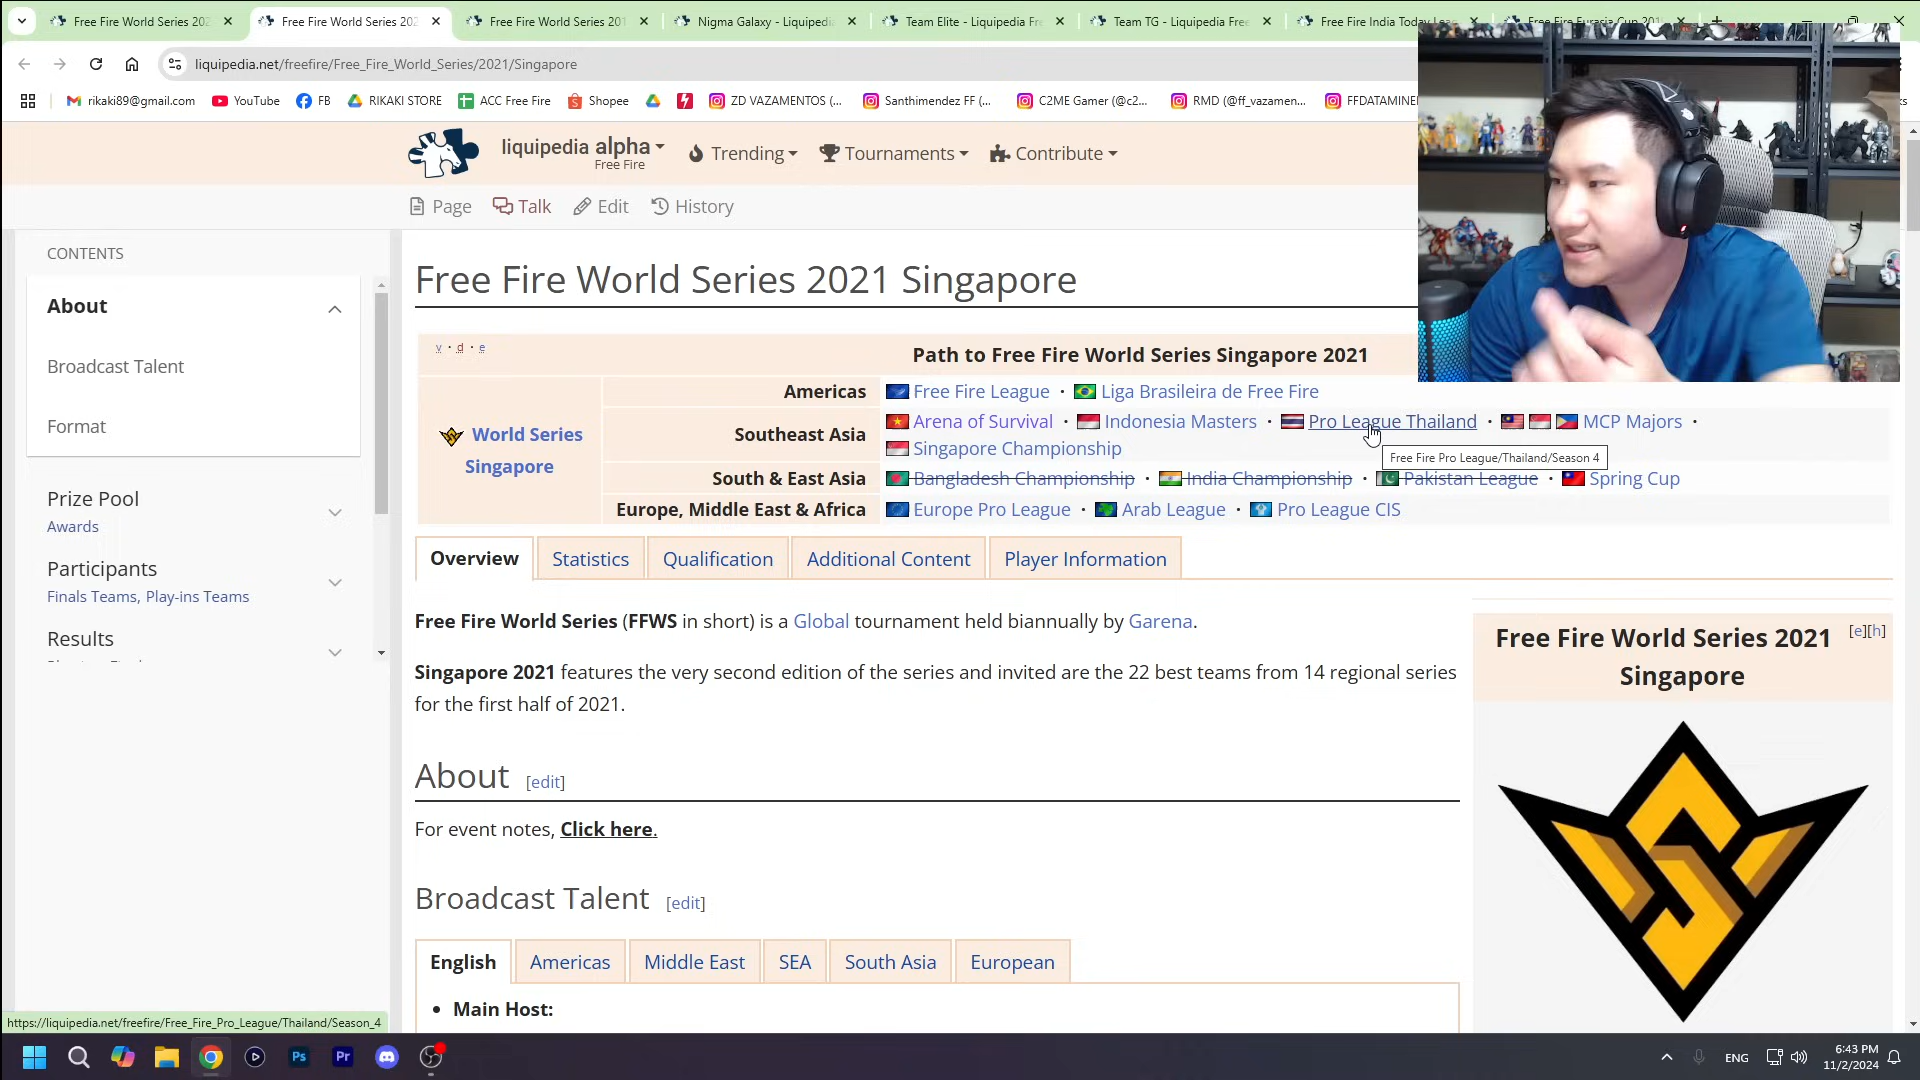 Free Fire World Series 202
Free Fire World Series 202
Free Fire World Series 201
Nigma Galaxy - Liquipedi
Team Elite - Liquipedia Fr
Team TG - Liquipedia Free
Free Fire India Today Leag
Free Fire Eurasia Cup 201
liquipedia.net/freefire/Free_Fire_World_Series/2021/Singapore
rikaki89@gmail.com YouTube FB RIKAKI STORE ACC Free Fire Shopee ZD VAZAMENTOS (... Santhimendez FF (... C2ME Gamer (@c2... RMD (@ff_vazamen... FFDATAMINE
liquipedia alpha
Free Fire
Trending Tournaments Contribute
Page Talk Edit History
CONTENTS
About
Broadcast Talent
Format
Prize Pool
Awards
Participants
Finals Teams, Play-ins Teams
Results
Free Fire World Series 2021 Singapore
v · d · e
Path to Free Fire World Series Singapore 2021
World Series
Singapore
Americas
Free Fire League · Liga Brasileira de Free Fire
Southeast Asia
Arena of Survival · Indonesia Masters · Pro League Thailand · MCP Majors ·
Singapore Championship
Free Fire Pro League/Thailand/Season 4
South & East Asia
Bangladesh Championship · India Championship · Pakistan League · Spring Cup
Europe, Middle East & Africa
Europe Pro League · Arab League · Pro League CIS
Overview Statistics Qualification Additional Content Player Information
Free Fire World Series (FFWS in short) is a Global tournament held biannually by Garena.
Singapore 2021 features the very second edition of the series and invited are the 22 best teams from 14 regional series
for the first half of 2021.
About [edit]
For event notes, Click here.
Broadcast Talent [edit]
English Americas Middle East SEA South Asia European
• Main Host:
Free Fire World Series 2021
Singapore
[e][h]
https://liquipedia.net/freefire/Free_Fire_Pro_League/Thailand/Season_4
Ps
Pr
ENG
6:43 PM
11/2/2024